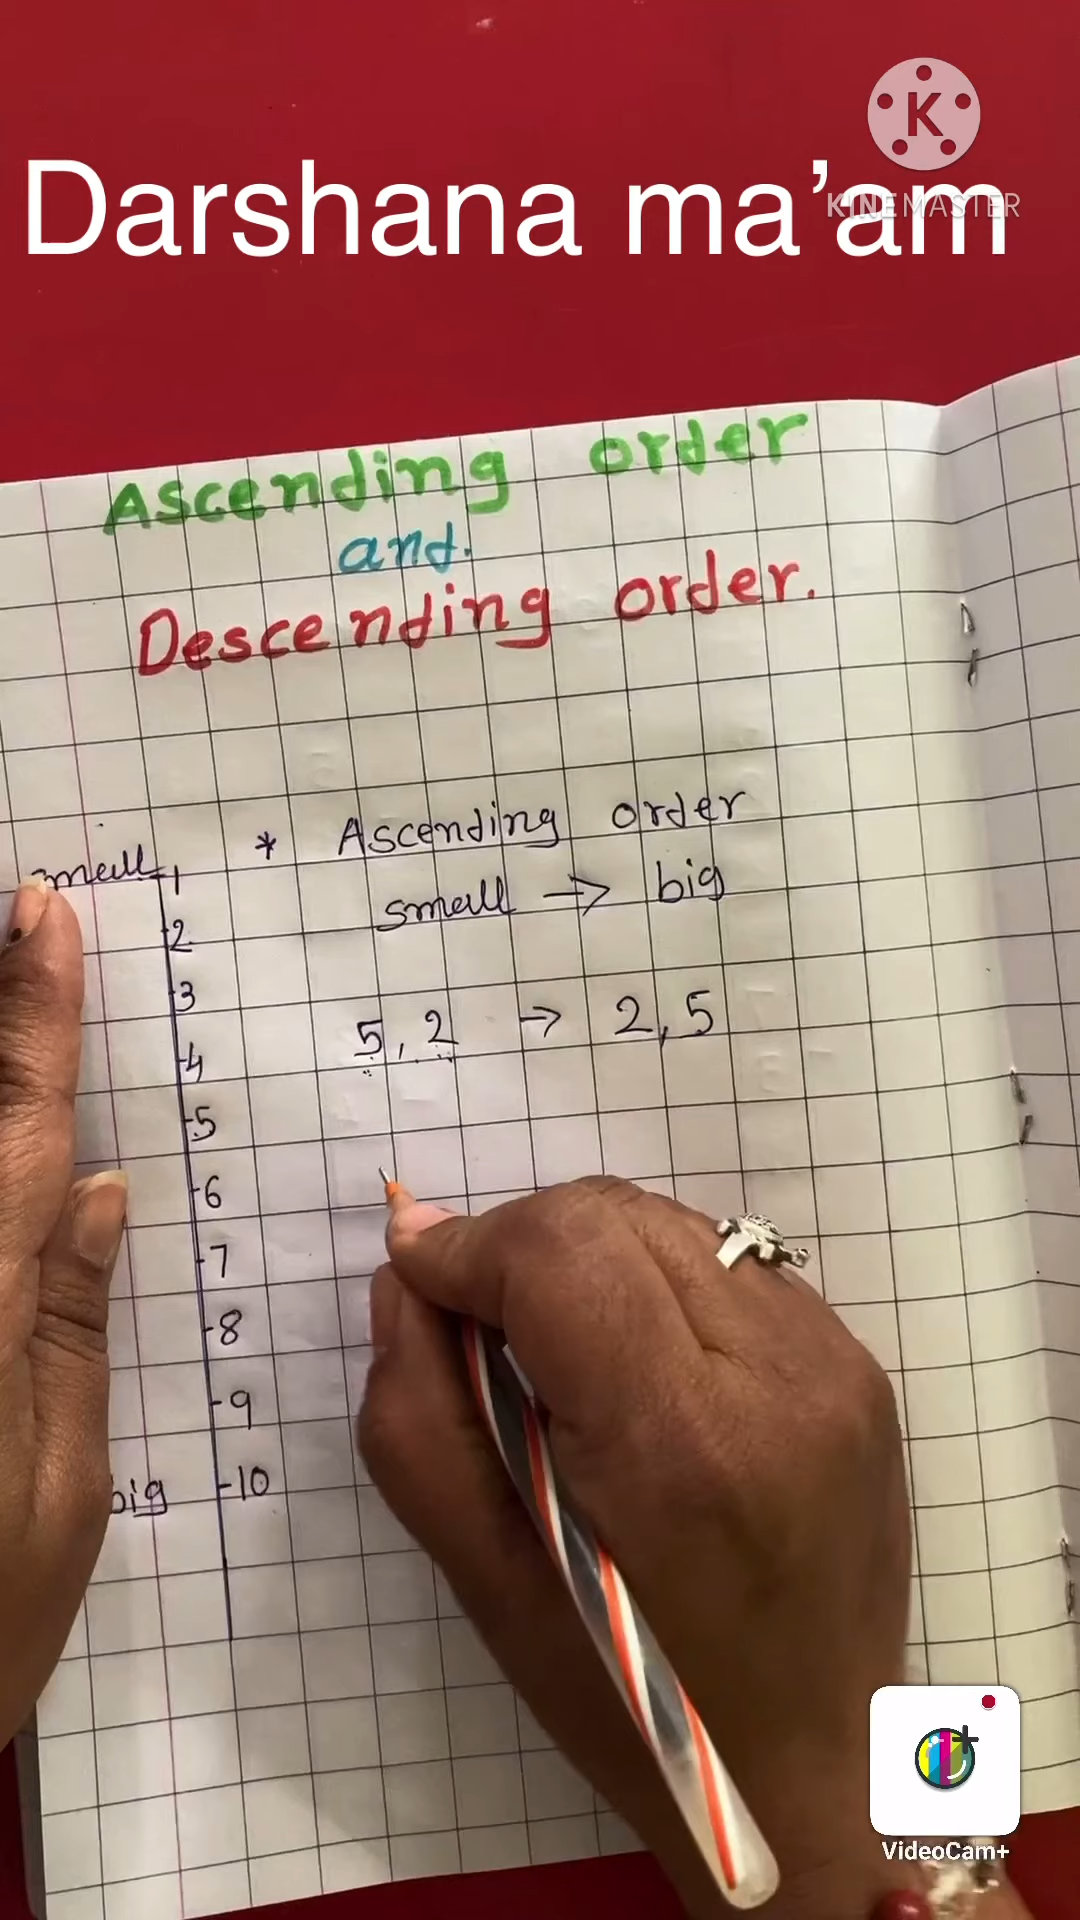 KINEMASTER
Darshana ma’am
Ascending order
and.
Descending order.
* Ascending order
small → big
5, 2 → 2, 5
small
1
2
3
4
5
6
7
8
9
10
big
VideoCam+